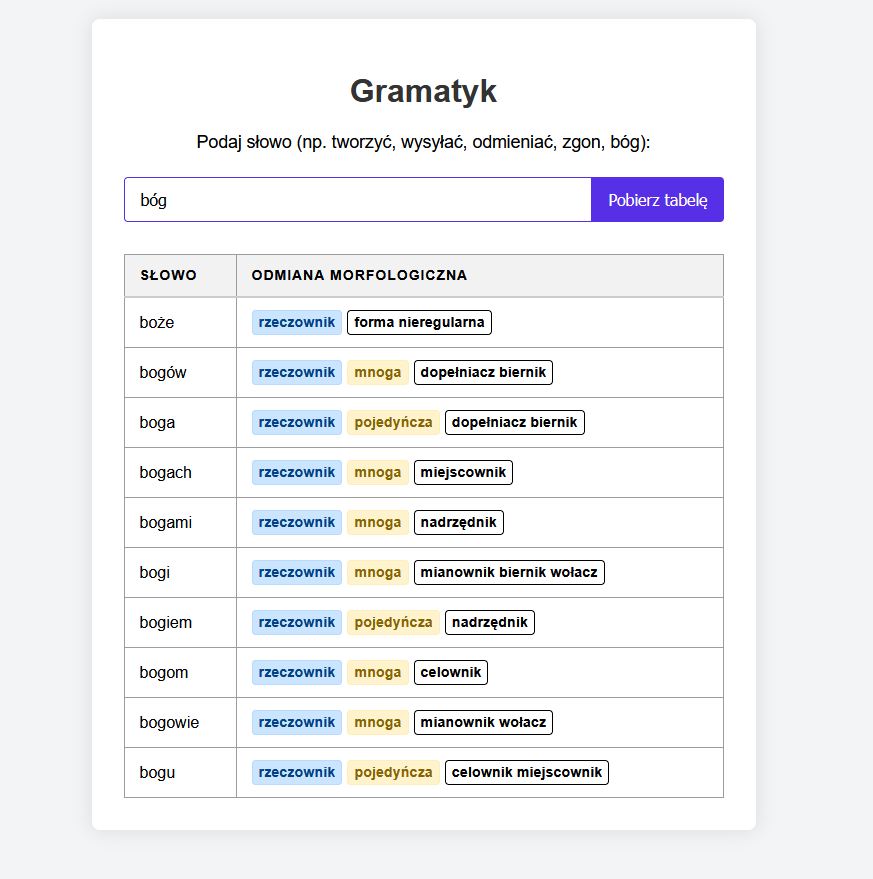 Gramatyk
Podaj słowo (np. tworzyć, wysyłać, odmieniać, zgon, bóg):
bóg Pobierz tabelę
SŁOWO ODMIANA MORFOLOGICZNA
boże rzeczownik forma nieregularna
bogów rzeczownik mnoga dopełniacz biernik
boga rzeczownik pojedyńcza dopełniacz biernik
bogach rzeczownik mnoga miejscownik
bogami rzeczownik mnoga nadrzędnik
bogi rzeczownik mnoga mianownik biernik wołacz
bogiem rzeczownik pojedyńcza nadrzędnik
bogom rzeczownik mnoga celownik
bogowie rzeczownik mnoga mianownik wołacz
bogu rzeczownik pojedyńcza celownik miejscownik